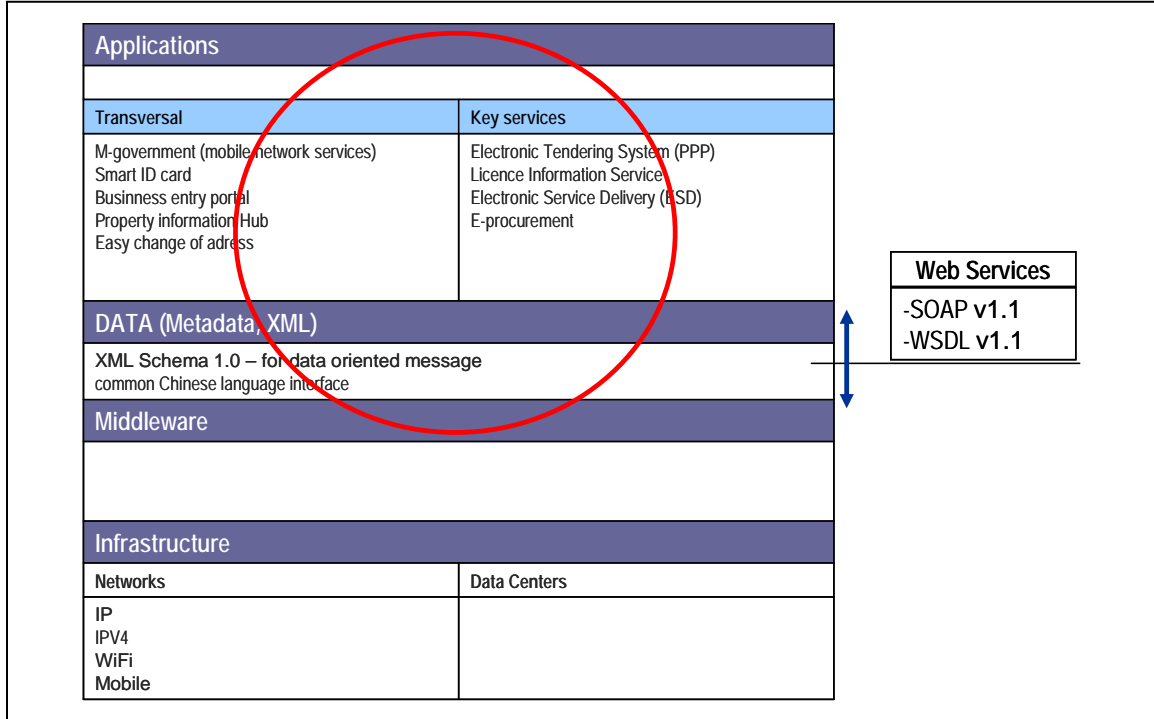 Applications
Transversal
Key services
M-government (mobile network services)
Smart ID card
Businness entry portal
Property information Hub
Easy change of adress
Electronic Tendering System (PPP)
Licence Information Service
Electronic Service Delivery (ESD)
E-procurement
DATA (Metadata, XML)
XML Schema 1.0 – for data oriented message
common Chinese language interface
Web Services
-SOAP v1.1
-WSDL v1.1
Middleware
Infrastructure
Networks
Data Centers
IP
IPV4
WiFi
Mobile